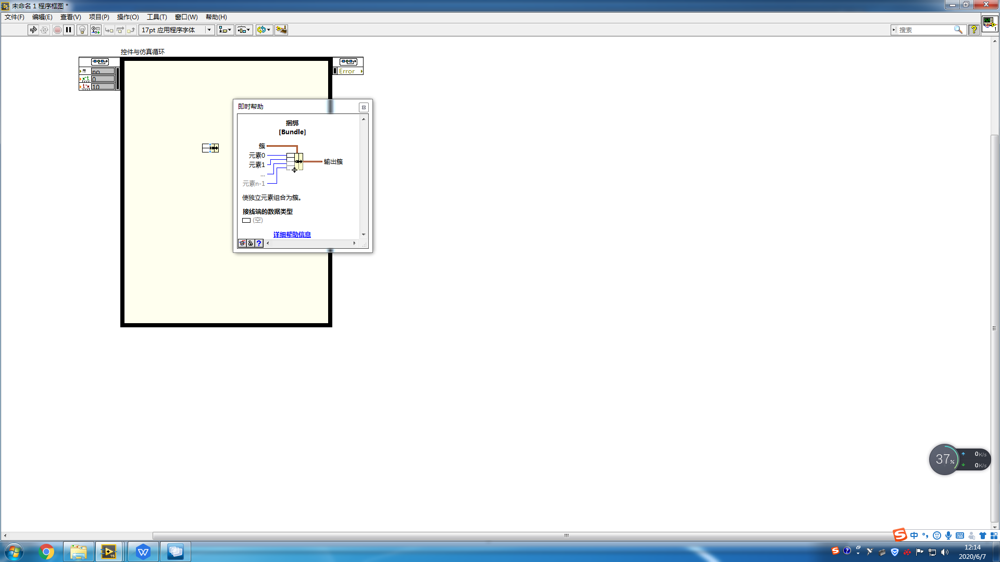 未命名 1 程序框图 *
文件(F) 编辑(E) 查看(V) 项目(P) 操作(O) 工具(T) 窗口(W) 帮助(H)
17pt 应用程序字体
搜索
控件与仿真循环
no
0
10
Error
即时帮助
捆绑
[Bundle]
簇
元素0
元素1
...
元素n-1
输出簇
使独立元素组合为簇。
接线端的数据类型
(空)
详细帮助信息
37%
0K/s
0K/s
中
12:14
2020/6/7